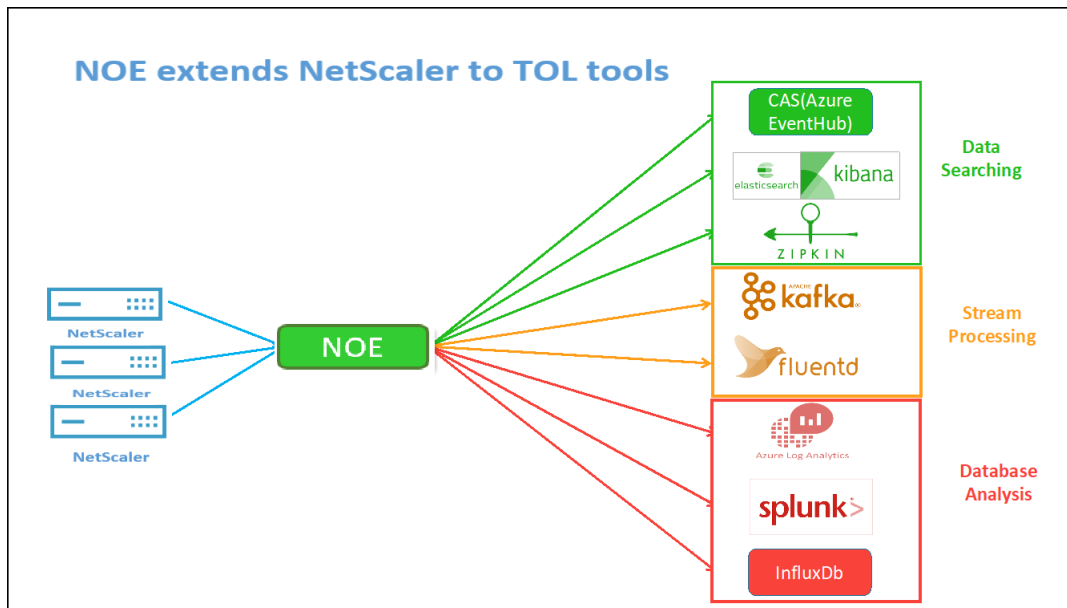 NOE extends NetScaler to TOL tools
CAS(Azure
EventHub)
Data
Searching
elasticsearch
kibana
ZIPKIN
NetScaler
NetScaler
NetScaler
NOE
APACHE
kafka®
fluentd
Stream
Processing
Azure Log Analytics
splunk>
Database
Analysis
InfluxDb